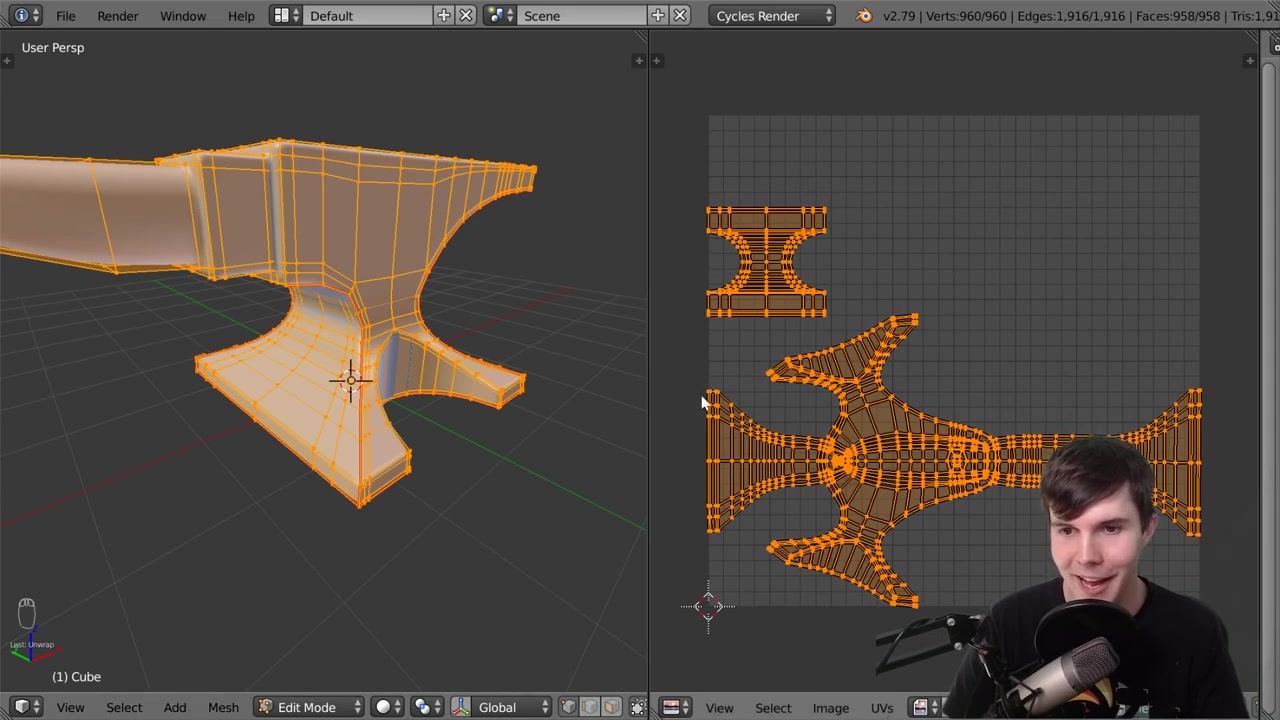 File Render Window Help Default Scene Cycles Render v2.79 | Verts:960/960 | Edges:1,916/1,916 | Faces:958/958 | Tris:1,91
User Persp
Last: Unwrap
(1) Cube
View Select Add Mesh Edit Mode Global View Select Image UVs